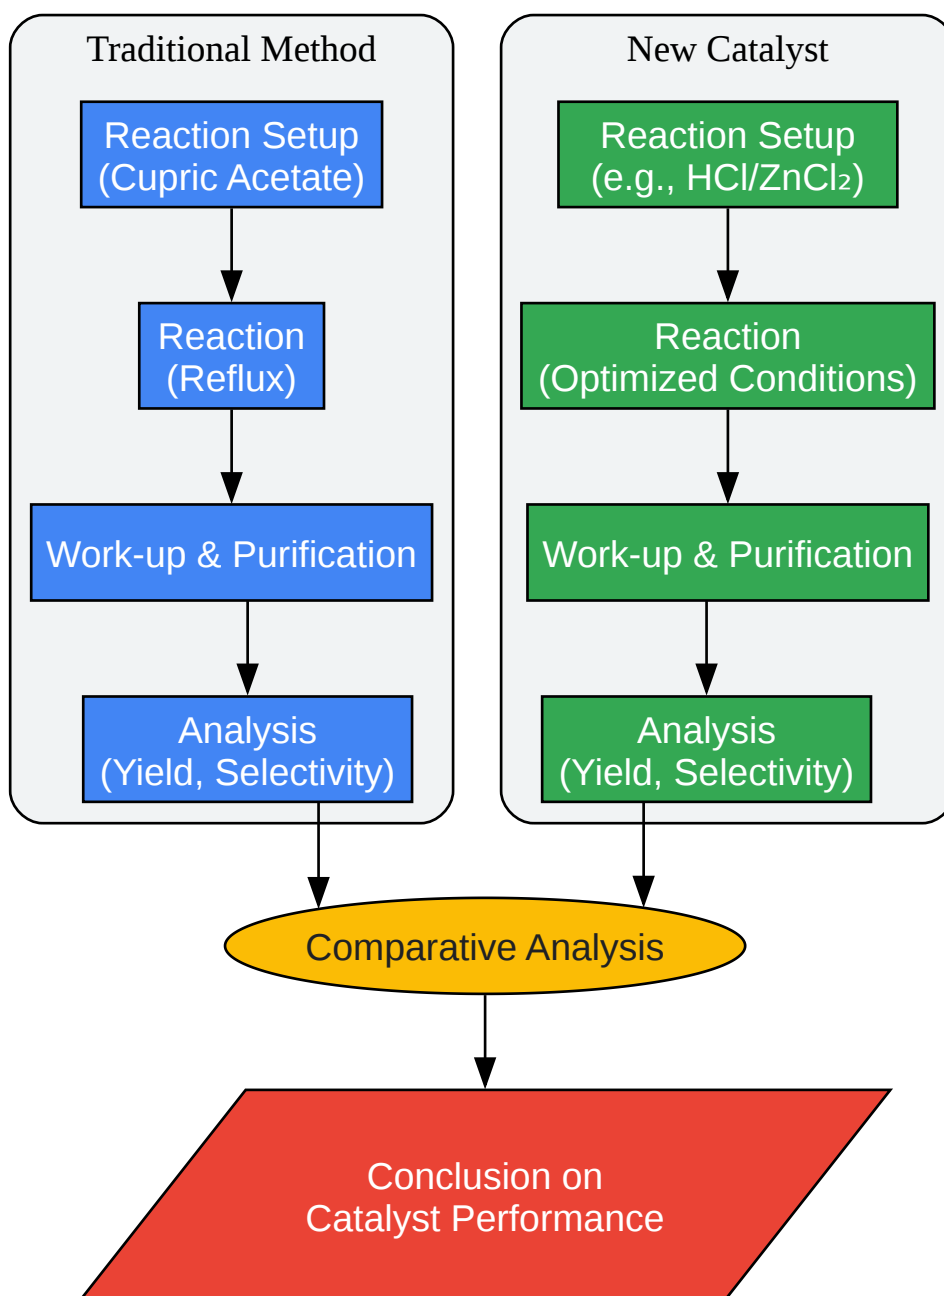 Traditional Method
Reaction Setup
(Cupric Acetate)
Reaction
(Reflux)
Work-up & Purification
Analysis
(Yield, Selectivity)
New Catalyst
Reaction Setup
(e.g., HCl/ZnCl₂)
Reaction
(Optimized Conditions)
Work-up & Purification
Analysis
(Yield, Selectivity)
Comparative Analysis
Conclusion on
Catalyst Performance